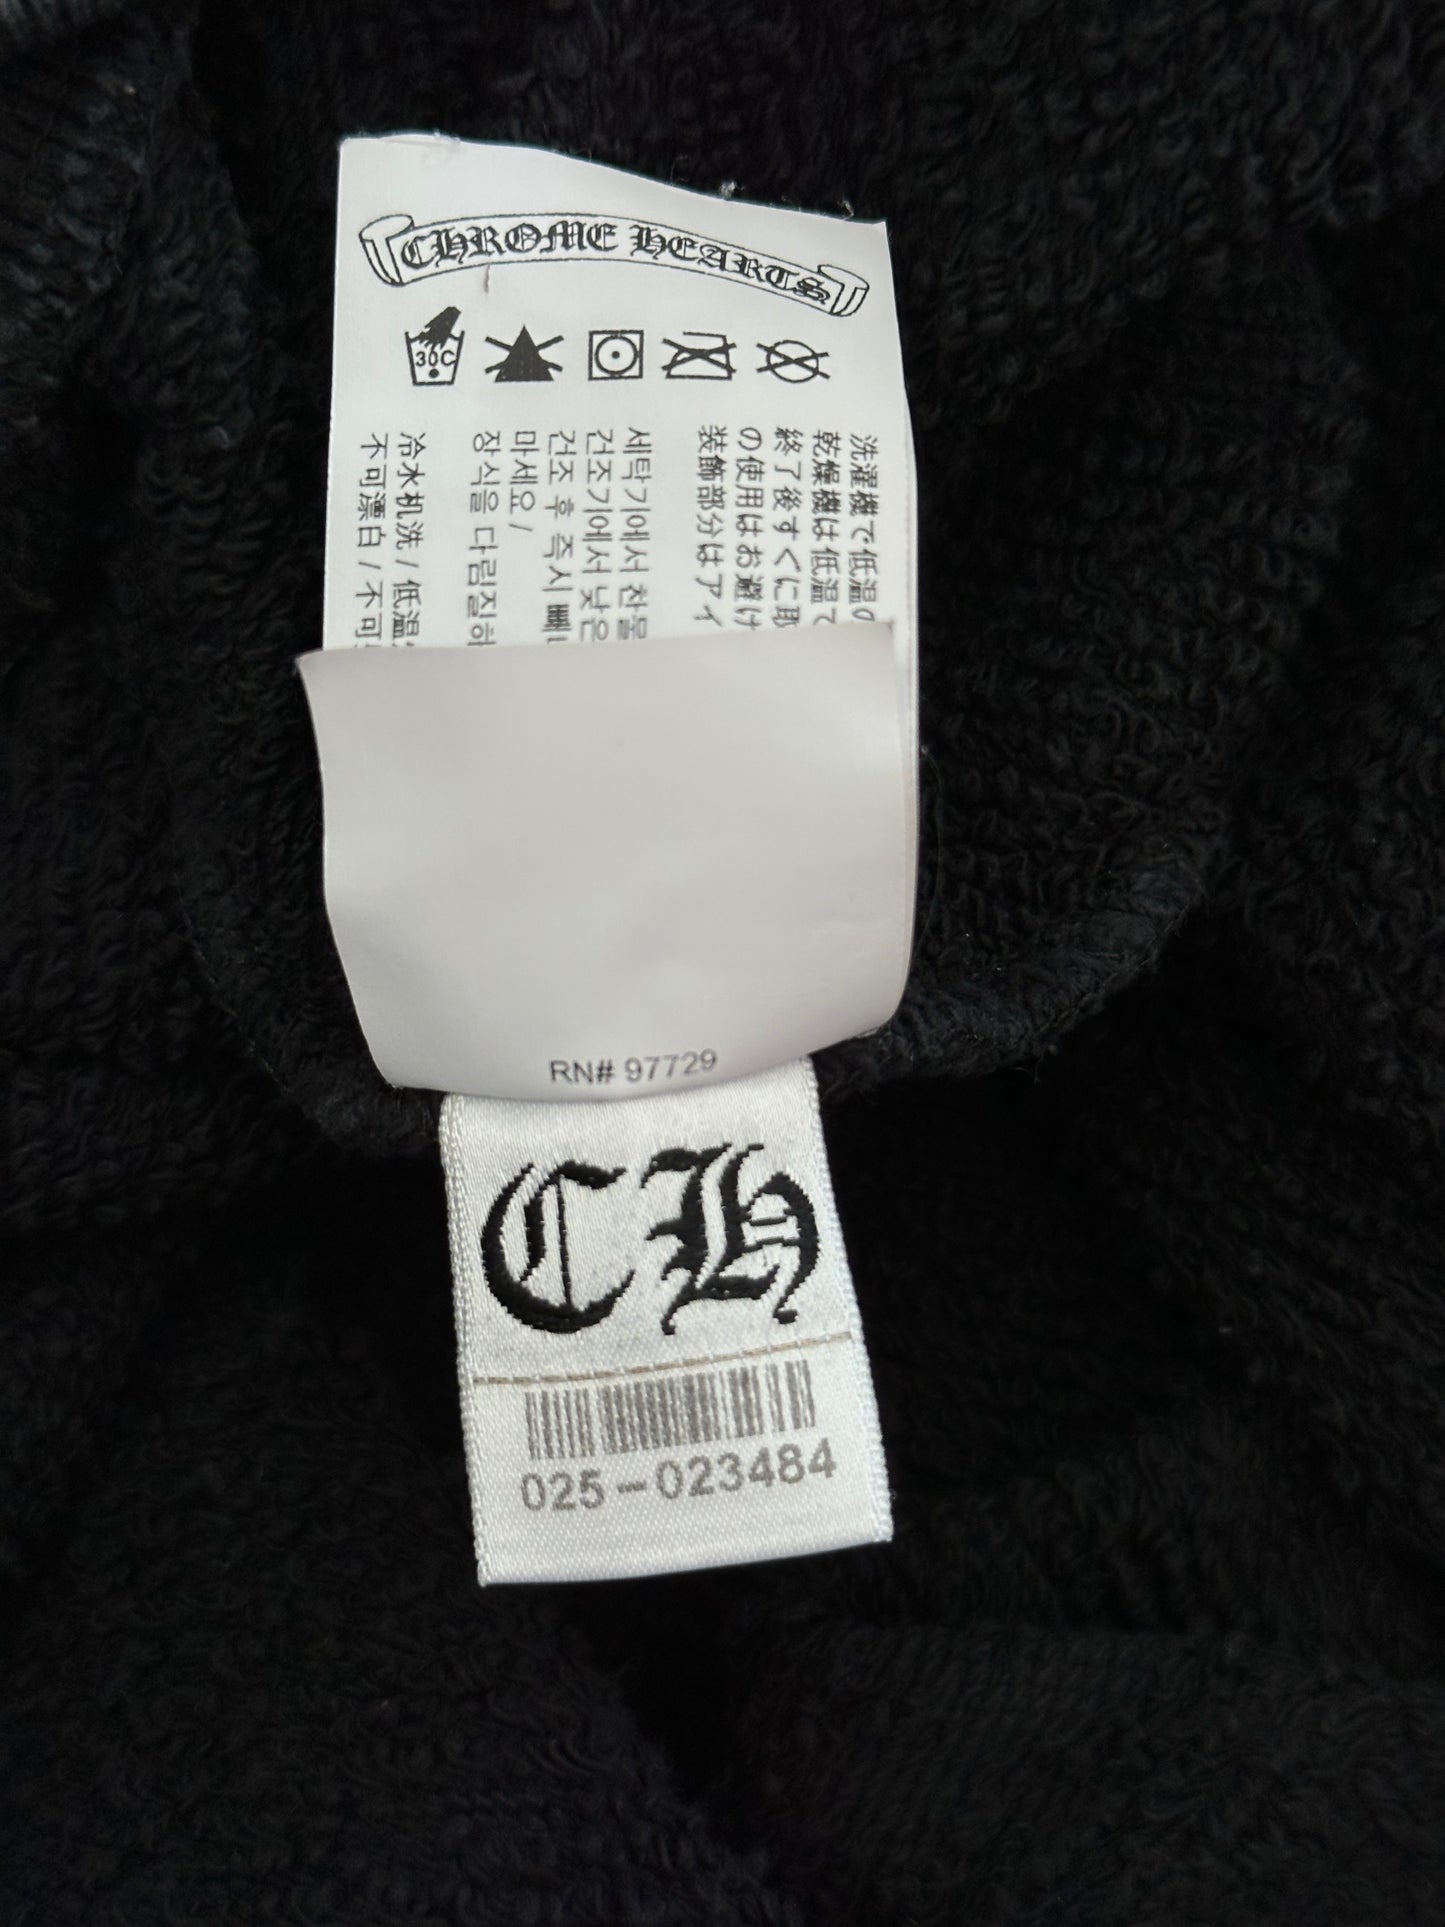 CHROME HEARTS
30C
洗濯機で低温の
乾燥機は低温で
終了後すぐに取
の使用はお避け
装飾部分はアイ
세탁기에서 찬물
건조기에서 낮은
건조 후 즉시 빼
마세요 /
장식을 다림질하
冷水机洗 / 低温
不可漂白 / 不可
RN# 97729
CH
025-023484